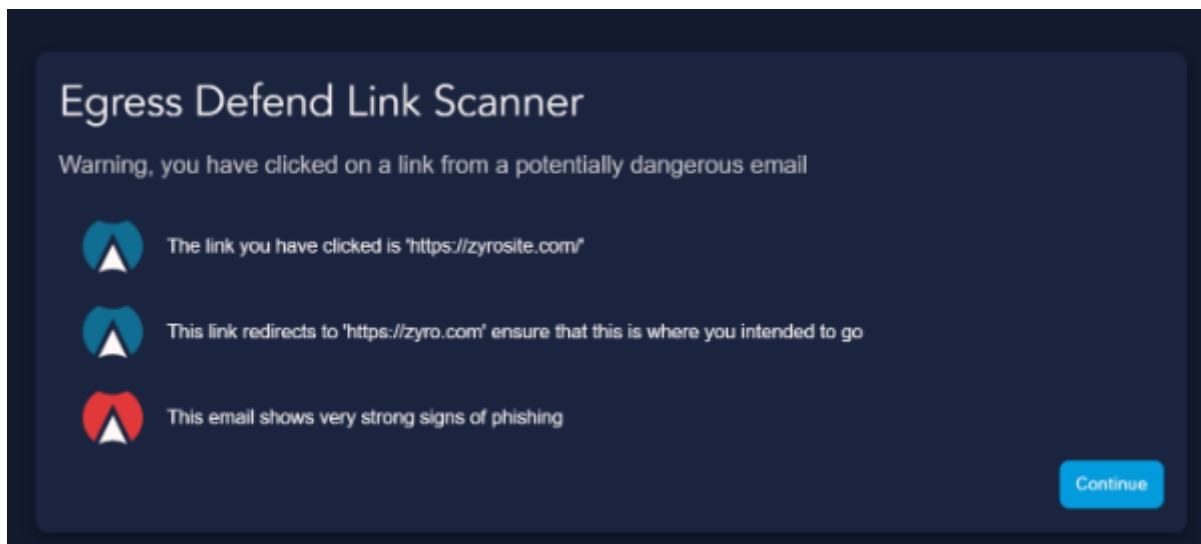 Egress Defend Link Scanner
Warning, you have clicked on a link from a potentially dangerous email
The link you have clicked is 'https://zyrosite.com/'
This link redirects to 'https://zyro.com' ensure that this is where you intended to go
This email shows very strong signs of phishing
Continue